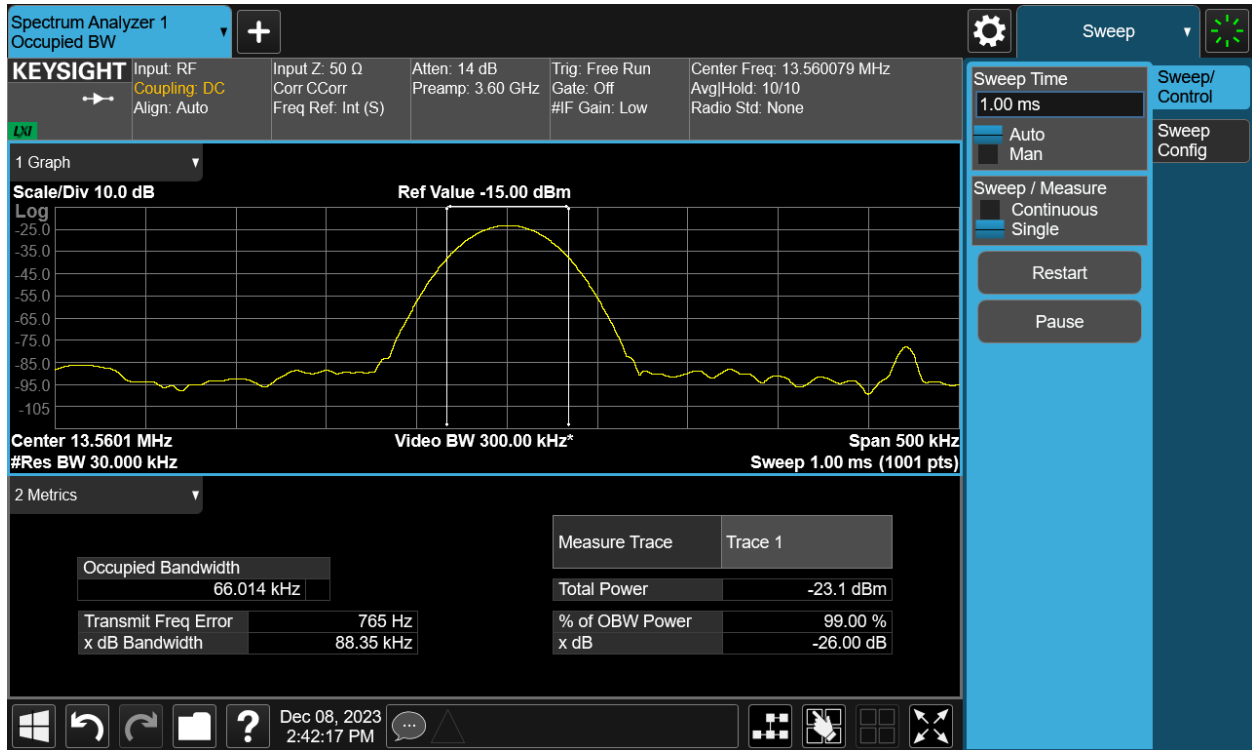 Spectrum Analyzer 1
Occupied BW
+
Sweep
KEYSIGHT
LXI
Input: RF
Coupling: DC
Align: Auto
Input Z: 50 Ω
Corr CCorr
Freq Ref: Int (S)
Atten: 14 dB
Preamp: 3.60 GHz
Trig: Free Run
Gate: Off
#IF Gain: Low
Center Freq: 13.560079 MHz
Avg|Hold: 10/10
Radio Std: None
Sweep Time
1.00 ms
Auto
Man
Sweep / Measure
Continuous
Single
Restart
Pause
Sweep/
Control
Sweep
Config
1 Graph
Scale/Div 10.0 dB
Ref Value -15.00 dBm
Log
-25.0
-35.0
-45.0
-55.0
-65.0
-75.0
-85.0
-95.0
-105
Center 13.5601 MHz
Video BW 300.00 kHz*
Span 500 kHz
#Res BW 30.000 kHz
Sweep 1.00 ms (1001 pts)
2 Metrics
Measure Trace
Trace 1
Occupied Bandwidth
66.014 kHz
Total Power
-23.1 dBm
Transmit Freq Error
765 Hz
% of OBW Power
99.00 %
x dB Bandwidth
88.35 kHz
x dB
-26.00 dB
?
Dec 08, 2023
2:42:17 PM